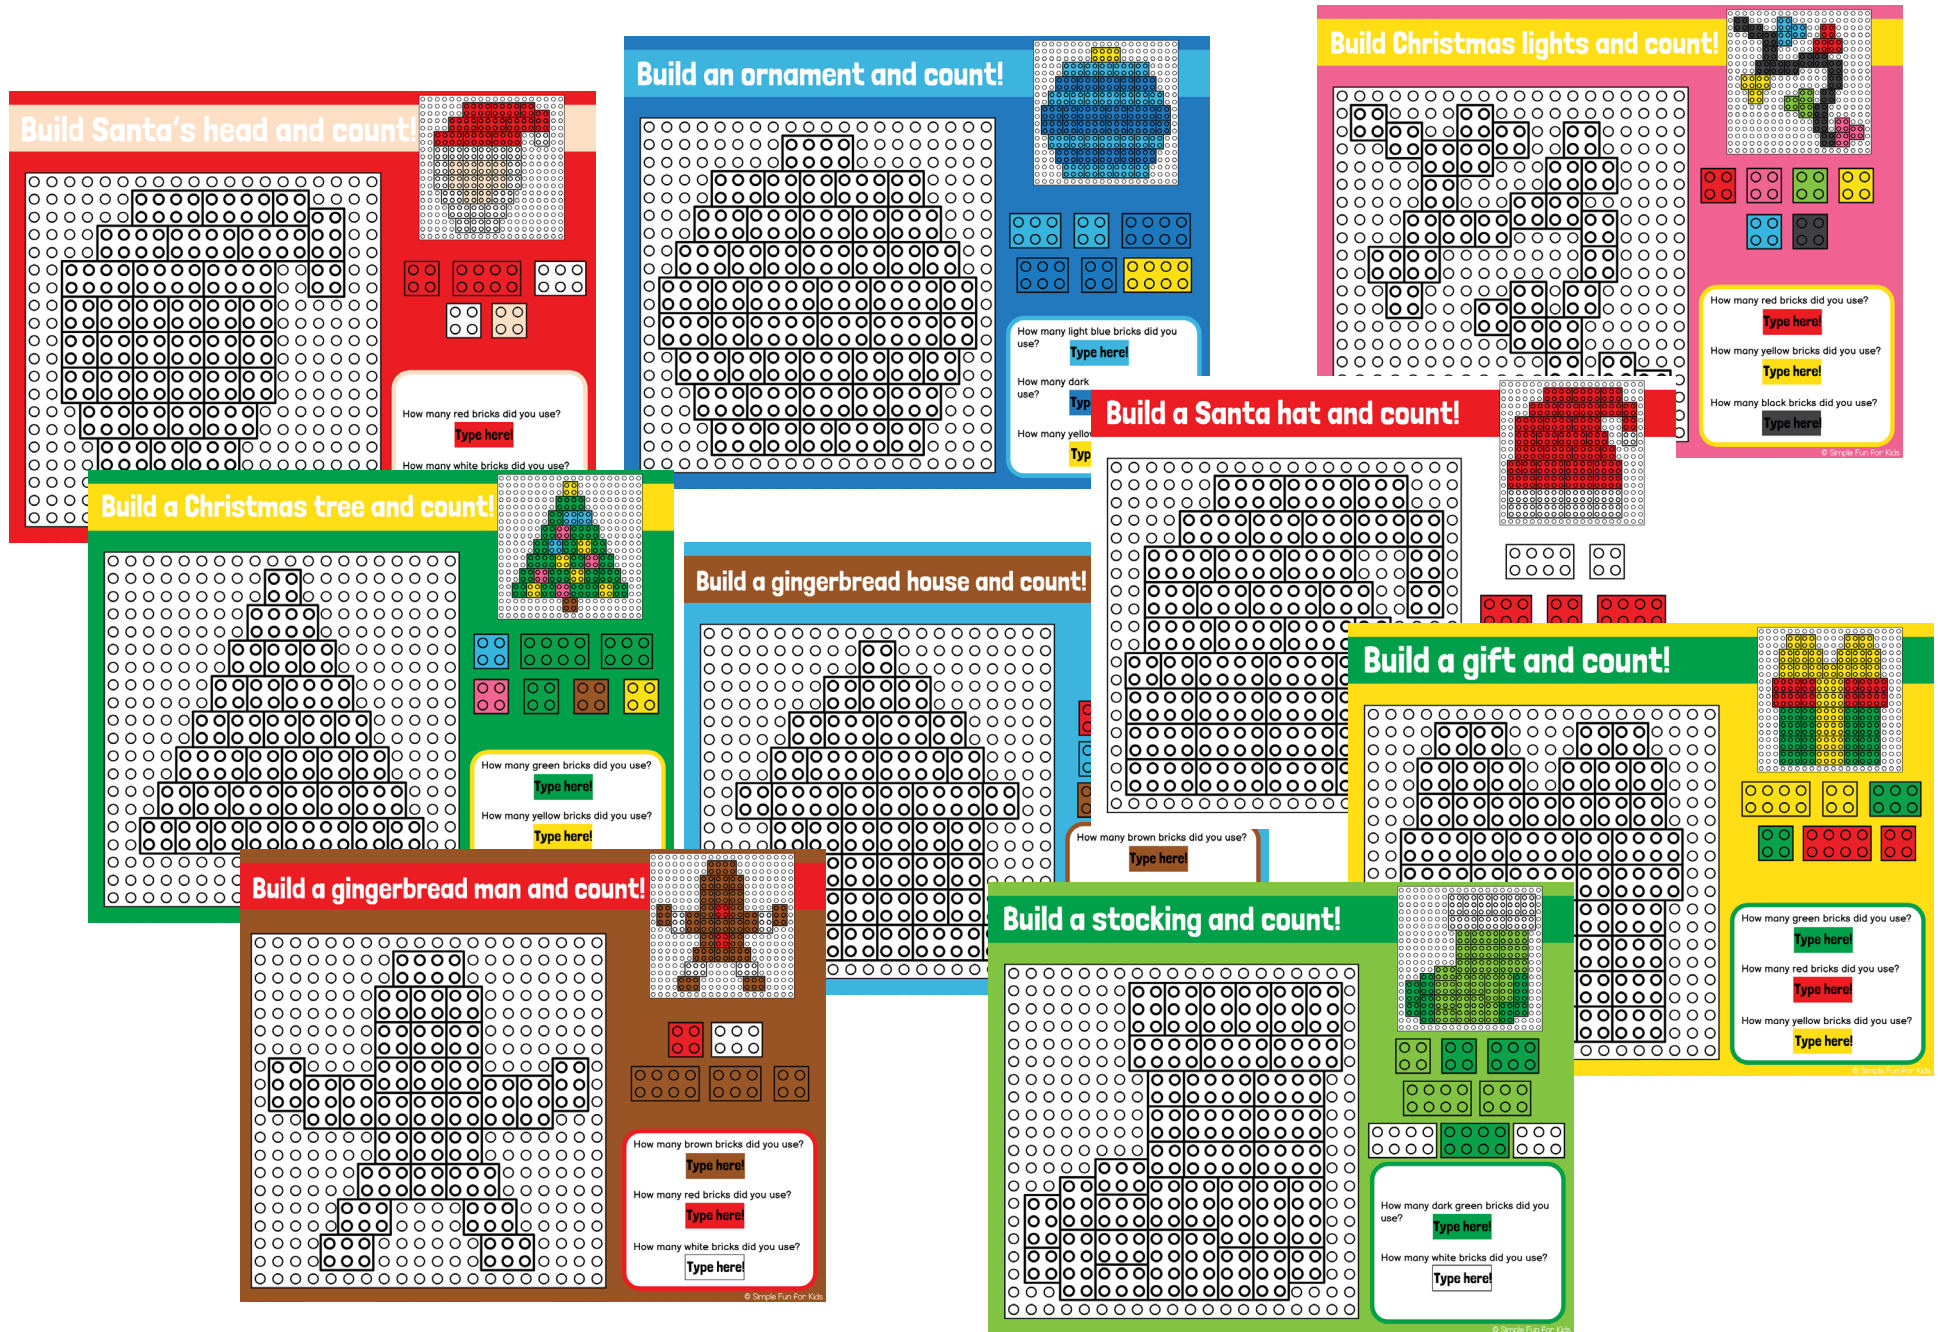 Build Santa's head and count!
How many red bricks did you use?
Type here!
How many white bricks did you use?
Build an ornament and count!
How many light blue bricks did you
use?
Type here!
How many dark
use?
Typ
How many yellow
Typ
Build Christmas lights and count!
How many red bricks did you use?
Type here!
How many yellow bricks did you use?
Type here!
How many black bricks did you use?
Type here!
© Simple Fun for Kids
Build a Santa hat and count!
Build a Christmas tree and count!
How many green bricks did you use?
Type here!
How many yellow bricks did you use?
Type here!
Build a gingerbread house and count!
How many brown bricks did you use?
Type here!
Build a gift and count!
How many green bricks did you use?
Type here!
How many red bricks did you use?
Type here!
How many yellow bricks did you use?
Type here!
© Simple Fun for Kids
Build a gingerbread man and count!
How many brown bricks did you use?
Type here!
How many red bricks did you use?
Type here!
How many white bricks did you use?
Type here!
© Simple Fun for Kids
Build a stocking and count!
How many dark green bricks did you
use?
Type here!
How many white bricks did you use?
Type here!
© Simple Fun for Kids